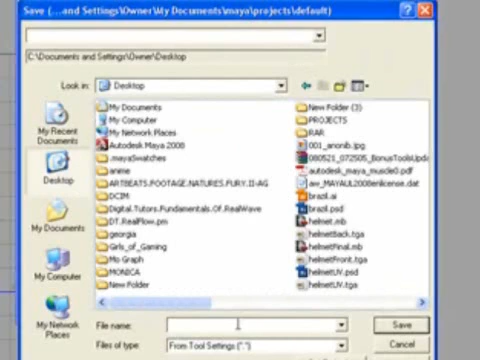 Save (...and Settings\Owner\My Documents\maya\projects\default)
C:\Documents and Settings\Owner\Desktop
Look in:
Desktop
My Recent
Documents
Desktop
My Documents
My Computer
My Network
Places
My Documents
My Computer
My Network Places
Autodesk Maya 2008
.mayaSwatches
anime
ARTBEATS.FOOTAGE.NATURES.FURY.II-AG
DCIM
Digital.Tutors.Fundamentals.Of.RealWave
DT.RealFlow.pm
georgia
Girls_of_Gaming
Mo Graph
MONICA
New Folder
New Folder (3)
PROJECTS
RAR
001_anonib.jpg
080521_072505_BonusToolsUpda
autodesk_maya_muscle0.pdf
aw_MAYAUL2008enlicense.dat
brazil.ai
brazil.psd
helmet.mb
helmetBack.tga
helmetFinal.mb
helmetFront.tga
helmetUV.psd
helmetUV.tga
File name:
Save
Files of type:
From Tool Settings (*.*)
Cancel